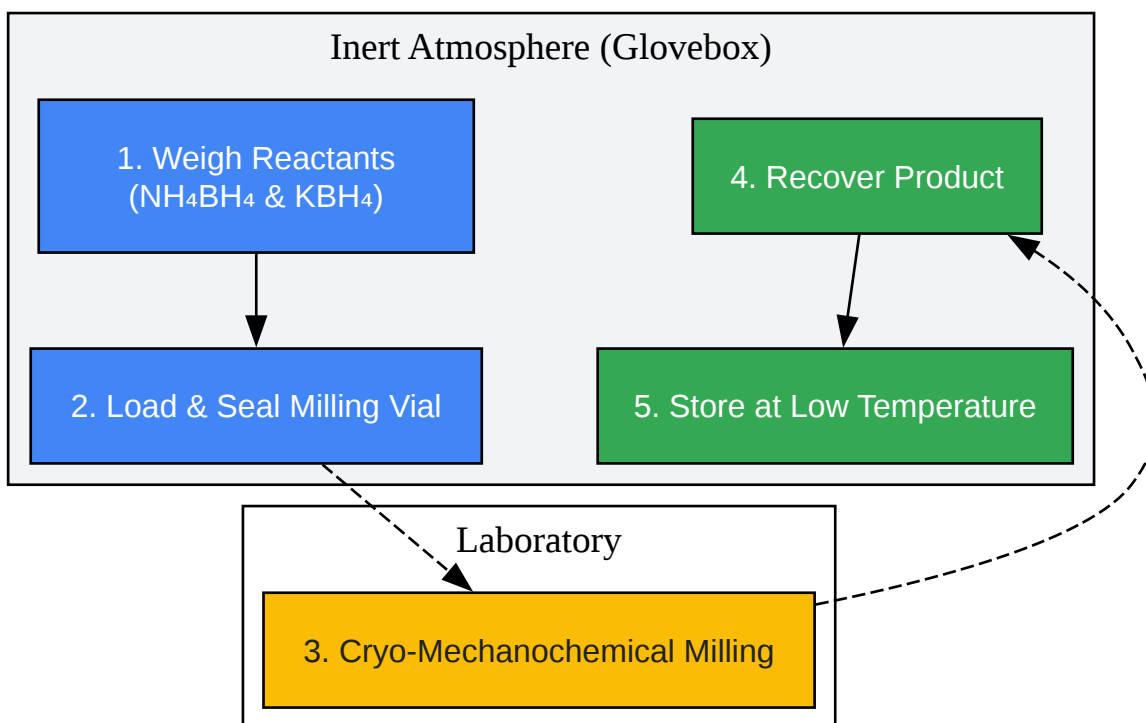 Inert Atmosphere (Glovebox)
1. Weigh Reactants
(NH₄BH₄ & KBH₄)
2. Load & Seal Milling Vial
4. Recover Product
5. Store at Low Temperature
Laboratory
3. Cryo-Mechanochemical Milling